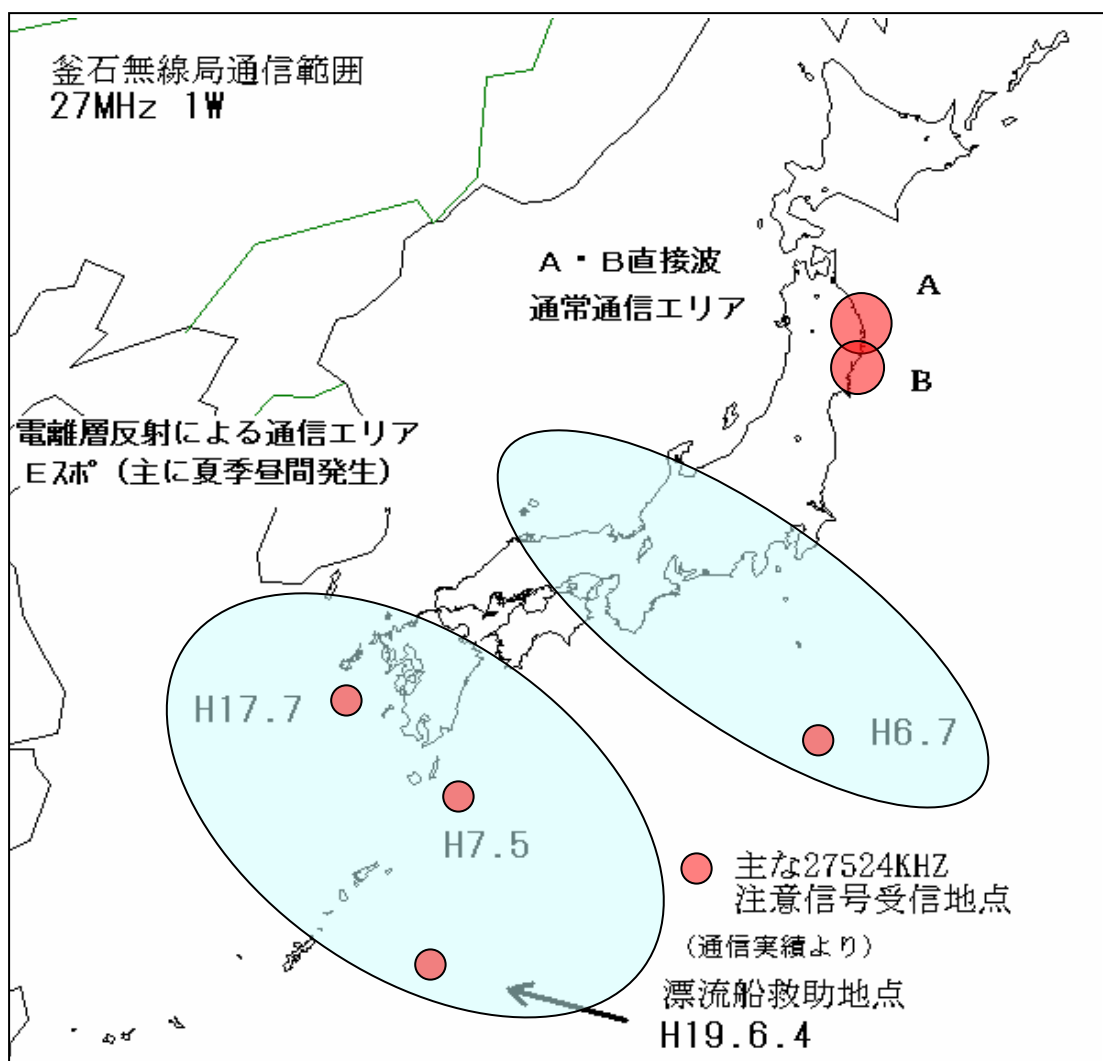 釜石無線局通信範囲
27MHz 1W
A・B直接波
通常通信エリア
A
B
電離層反射による通信エリア
Eスポ(主に夏季昼間発生)
H17.7
H6.7
H7.5
主な27524KHZ
注意信号受信地点
(通信実績より)
漂流船救助地点
H19.6.4